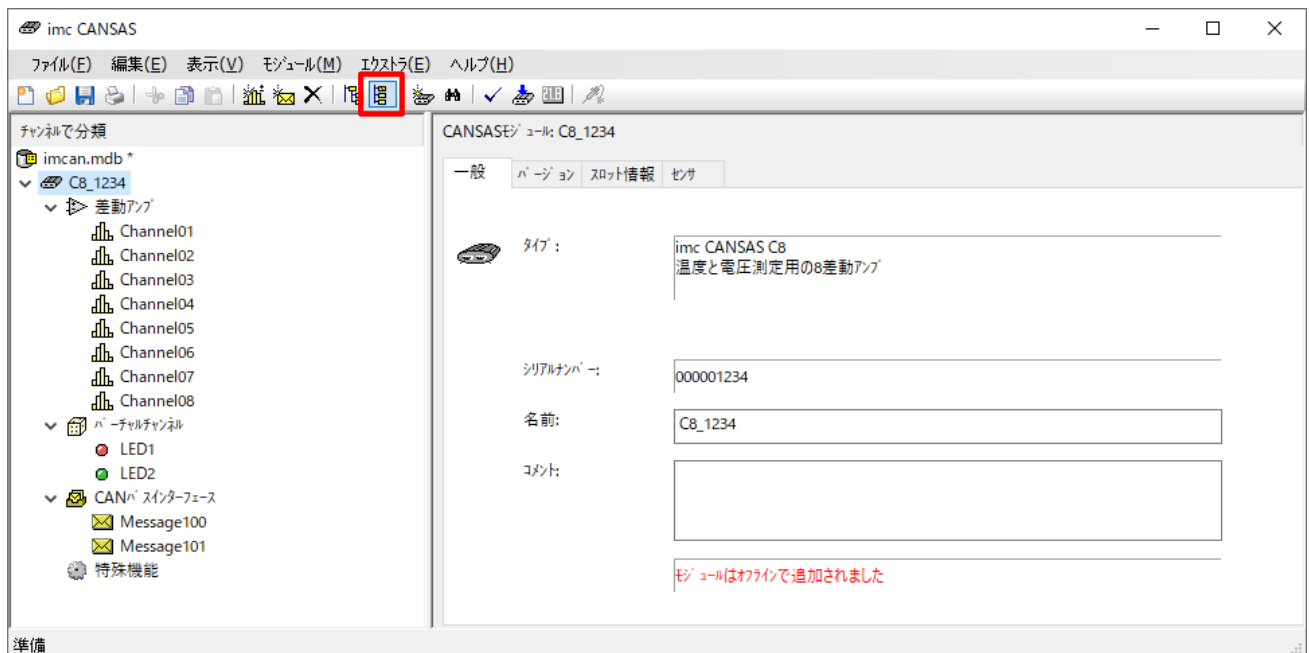 imc CANSAS
ﾌｧｲﾙ(F) 編集(E) 表示(V) ﾓｼﾞｭｰﾙ(M) ｴｸｽﾄﾗ(E) ヘルプ(H)
ﾁｬﾝﾈﾙで分類
imcan.mdb *
C8_1234
差動ｱﾝﾌﾟ
Channel01
Channel02
Channel03
Channel04
Channel05
Channel06
Channel07
Channel08
ﾊﾞｰﾁｬﾙﾁｬﾝﾈﾙ
LED1
LED2
CANﾊﾞｽｲﾝﾀｰﾌｪｰｽ
Message100
Message101
特殊機能
CANSASﾓｼﾞｭｰﾙ: C8_1234
一般 ﾊﾞｰｼﾞｮﾝ ｽﾛｯﾄ情報 ｾﾝｻ
ﾀｲﾌﾟ:
imc CANSAS C8
温度と電圧測定用の8差動ｱﾝﾌﾟ
ｼﾘｱﾙﾅﾝﾊﾞｰ:
000001234
名前:
C8_1234
ｺﾒﾝﾄ:
ﾓｼﾞｭｰﾙはｵﾌﾗｲﾝで追加されました
準備